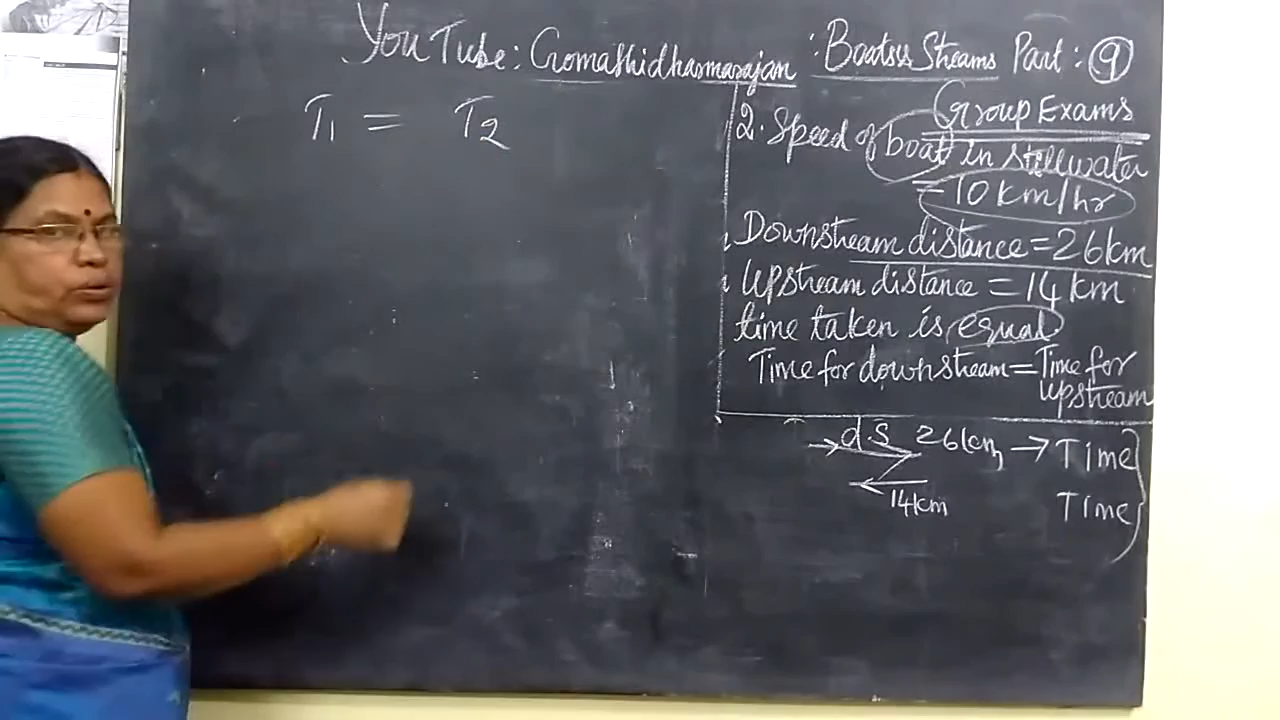 YouTube: Gomathidharmarajan : Boats & Streams Part: 9
Group Exams
T1 = T2
2. Speed of boat in stillwater
= 10 km/hr
Downstream distance = 26km
Upstream distance = 14 km
time taken is equal
Time for downstream = Time for
upstream
d.s 26km → Time
14km Time